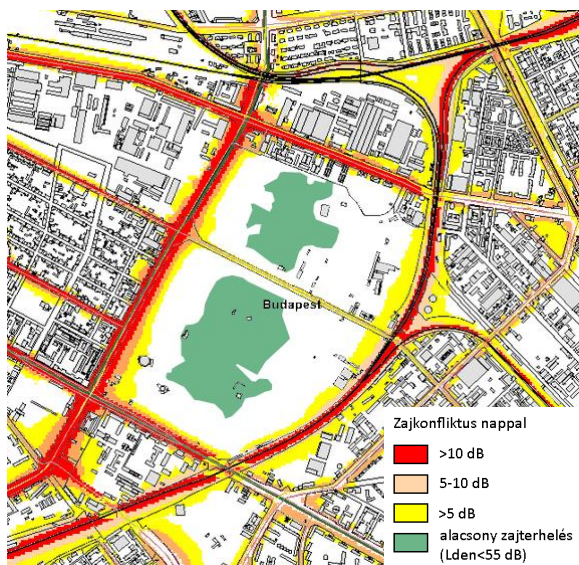 Budapest
Zajkonfliktus nappal
>10 dB
5-10 dB
>5 dB
alacsony zajterhelés
(Lden<55 dB)